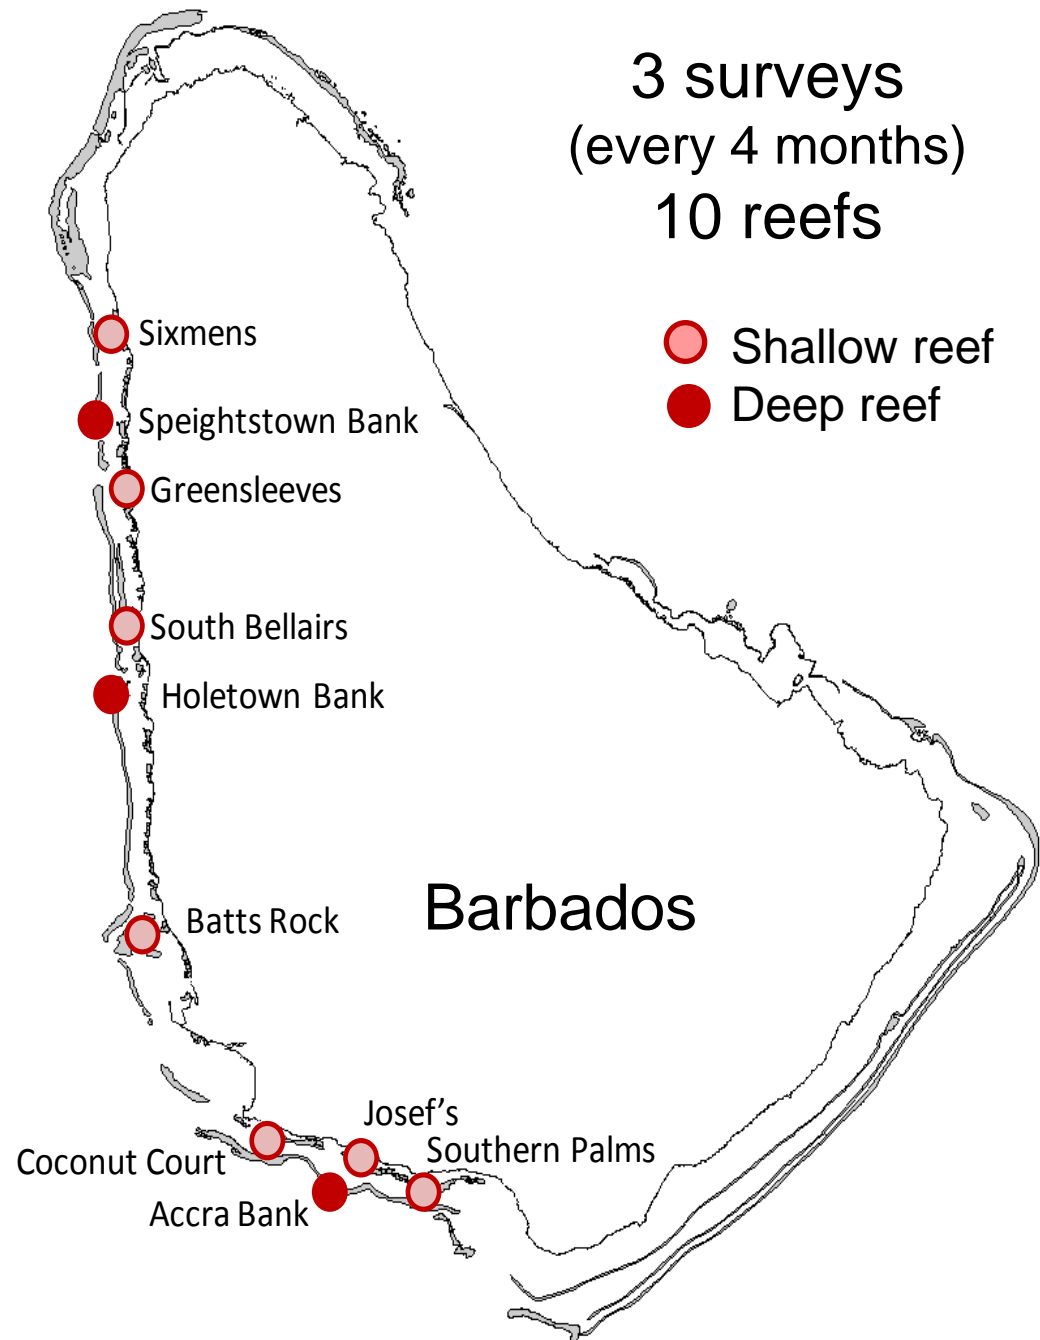 3 surveys
(every 4 months)
10 reefs
Shallow reef
Deep reef
Sixmens
Speightstown Bank
Greensleeves
South Bellairs
Holetown Bank
Batts Rock
Barbados
Josef's
Southern Palms
Coconut Court
Accra Bank